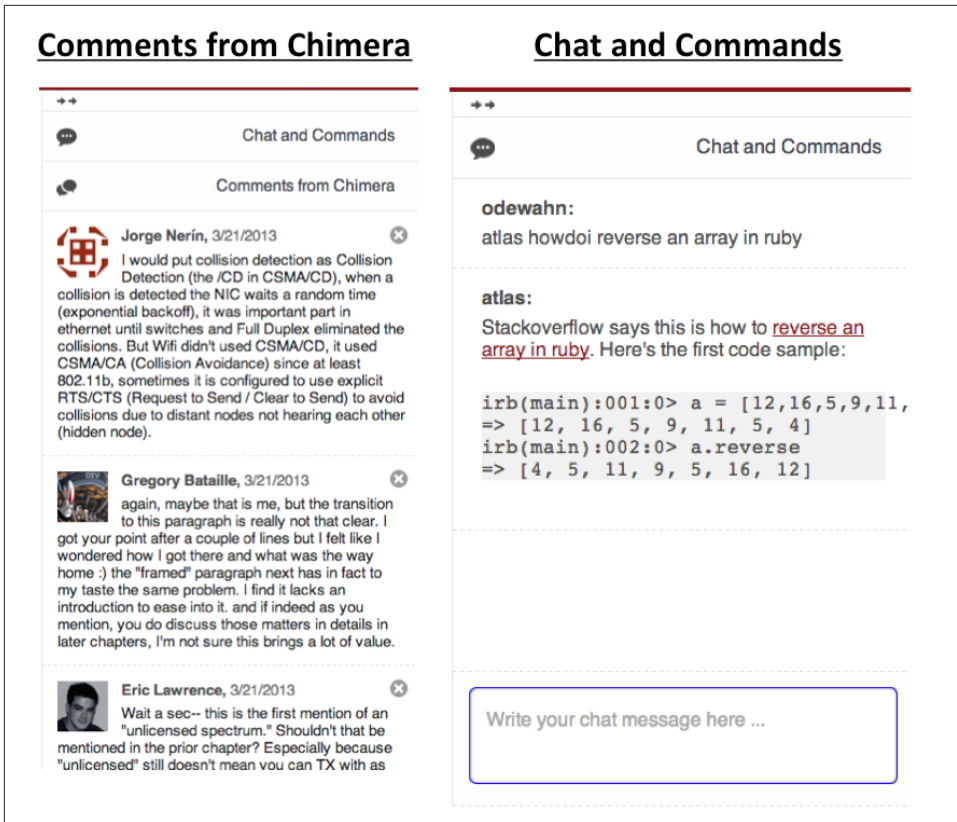 Comments from Chimera
Chat and Commands
Comments from Chimera
Jorge Nerín, 3/21/2013
I would put collision detection as Collision
Detection (the /CD in CSMA/CD), when a
collision is detected the NIC waits a random time
(exponential backoff), it was important part in
ethernet until switches and Full Duplex eliminated the
collisions. But Wifi didn't used CSMA/CD, it used
CSMA/CA (Collision Avoidance) since at least
802.11b, sometimes it is configured to use explicit
RTS/CTS (Request to Send / Clear to Send) to avoid
collisions due to distant nodes not hearing each other
(hidden node).
Gregory Bataille, 3/21/2013
again, maybe that is me, but the transition
to this paragraph is really not that clear. I
got your point after a couple of lines but I felt like I
wondered how I got there and what was the way
home :) the "framed" paragraph next has in fact to
my taste the same problem. I find it lacks an
introduction to ease into it. and if indeed as you
mention, you do discuss those matters in details in
later chapters, I'm not sure this brings a lot of value.
Eric Lawrence, 3/21/2013
Wait a sec-- this is the first mention of an
"unlicensed spectrum." Shouldn't that be
mentioned in the prior chapter? Especially because
"unlicensed" still doesn't mean you can TX with as
Chat and Commands
Chat and Commands
odewahn:
atlas howdoi reverse an array in ruby
atlas:
Stackoverflow says this is how to reverse an
array in ruby. Here's the first code sample:
irb(main):001:0> a = [12,16,5,9,11,
=> [12, 16, 5, 9, 11, 5, 4]
irb(main):002:0> a.reverse
=> [4, 5, 11, 9, 5, 16, 12]
Write your chat message here ...